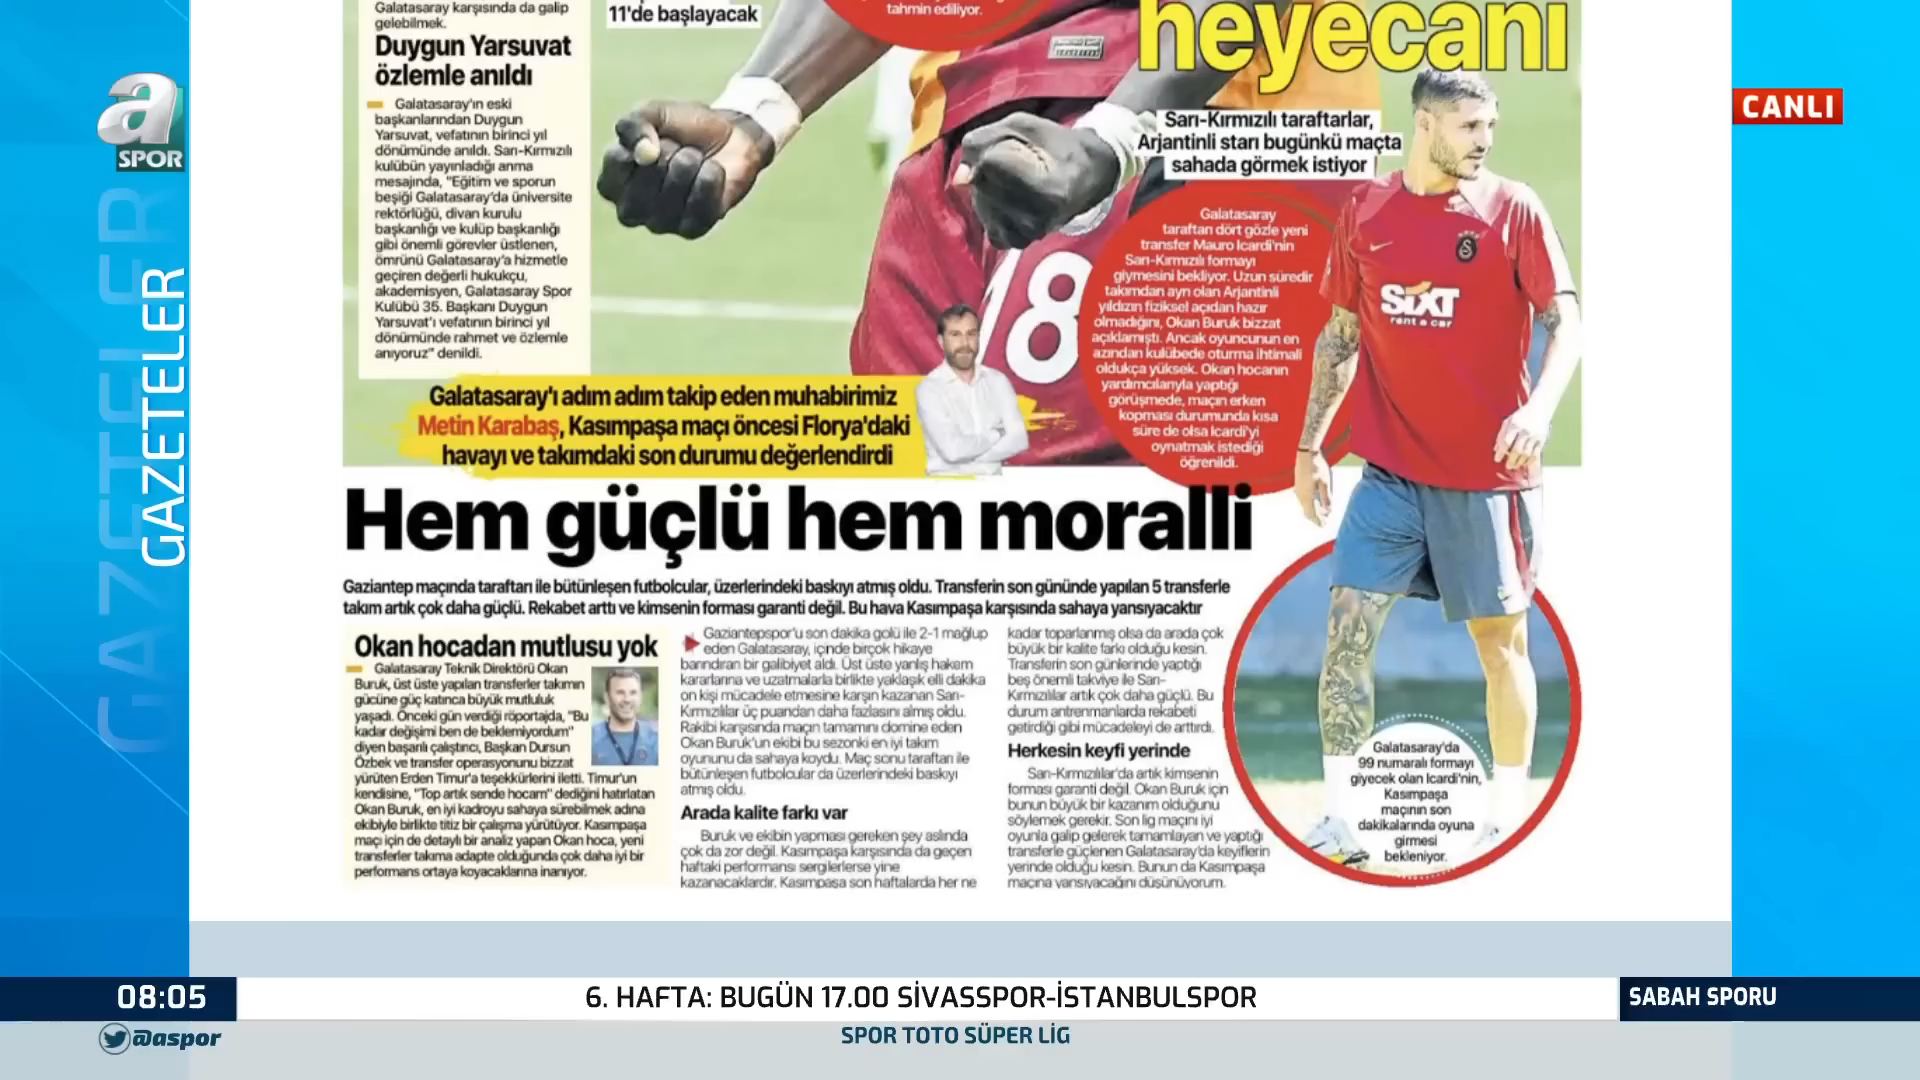 Galatasaray karşısında da galip
gelebilmek.
Duygun Yarsuvat
özlemle anıldı
Galatasaray'ın eski
başkanlarından Duygun
Yarsuvat, vefatının birinci yıl
dönümünde anıldı. Sarı-Kırmızılı
kulübün yayınladığı anma
mesajında, "Eğitim ve sporun
beşiği Galatasaray'da üniversite
rektörlüğü, divan kurulu
başkanlığı ve kulüp başkanlığı
gibi önemli görevler üstlenen,
ömrünü Galatasaray'a hizmetle
geçiren değerli hukukçu,
akademisyen, Galatasaray Spor
Kulübü 35. Başkanı Duygun
Yarsuvat'ı vefatının birinci yıl
dönümünde rahmet ve özlemle
anıyoruz" denildi.
11'de başlayacak
tahmin ediliyor.
heyecanı
Sarı-Kırmızılı taraftarlar,
Arjantinli starı bugünkü maçta
sahada görmek istiyor
Galatasaray
taraftarı dört gözle yeni
transfer Mauro Icardi'nin
Sarı-Kırmızılı formayı
giymesini bekliyor. Uzun süredir
takımdan ayrı olan Arjantinli
yıldızın fiziksel açıdan hazır
olmadığını, Okan Buruk bizzat
açıklamıştı. Ancak oyuncunun en
azından kulübede oturma ihtimali
oldukça yüksek. Okan hocanın
yardımcılarıyla yaptığı
görüşmede, maçın erken
kopması durumunda kısa
süre de olsa Icardi'yi
oynatmak istediği
öğrenildi.
18
SiXT
rent a car
Galatasaray'ı adım adım takip eden muhabirimiz
Metin Karabaş, Kasımpaşa maçı öncesi Florya'daki
havayı ve takımdaki son durumu değerlendirdi
Hem güçlü hem moralli
Gaziantep maçında taraftarı ile bütünleşen futbolcular, üzerlerindeki baskıyı atmış oldu. Transferin son gününde yapılan 5 transferle
takım artık çok daha güçlü. Rekabet arttı ve kimsenin forması garanti değil. Bu hava Kasımpaşa karşısında sahaya yansıyacaktır
Okan hocadan mutlusu yok
Galatasaray Teknik Direktörü Okan
Buruk, üst üste yapılan transferler takımın
gücüne güç katınca büyük mutluluk
yaşadı. Önceki gün verdiği röportajda, "Bu
kadar değişimi ben de beklemiyordum"
diyen başarılı çalıştırıcı, Başkan Dursun
Özbek ve transfer operasyonunu bizzat
yürüten Erden Timur'a teşekkürlerini iletti. Timur'un
kendisine, "Top artık sende hocam" dediğini hatırlatan
Okan Buruk, en iyi kadroyu sahaya sürebilmek adına
ekibiyle birlikte titiz bir çalışma yürütüyor. Kasımpaşa
maçı için de detaylı bir analiz yapan Okan hoca, yeni
transferler takıma adapte olduğunda çok daha iyi bir
performans ortaya koyacaklarına inanıyor.
Gaziantepspor'u son dakika golü ile 2-1 mağlup
eden Galatasaray, içinde birçok hikaye
barındıran bir galibiyet aldı. Üst üste yanlış hakem
kararlarına ve uzatmalarla birlikte yaklaşık elli dakika
on kişi mücadele etmesine karşın kazanan Sarı-
Kırmızılılar üç puandan daha fazlasını almış oldu.
Rakibi karşısında maçın tamamını domine eden
Okan Buruk'un ekibi bu sezonki en iyi takım
oyununu da sahaya koydu. Maç sonu taraftarı ile
bütünleşen futbolcular da üzerlerindeki baskıyı
atmış oldu.
Arada kalite farkı var
Buruk ve ekibin yapması gereken şey aslında
çok da zor değil. Kasımpaşa karşısında da geçen
haftaki performansı sergilerlerse yine
kazanacaklardır. Kasımpaşa son haftalarda her ne
kadar toparlanmış olsa da arada çok
büyük bir kalite farkı olduğu kesin.
Transferin son günlerinde yaptığı
beş önemli takviye ile Sarı-
Kırmızılılar artık çok daha güçlü. Bu
durum antrenmanlarda rekabeti
getirdiği gibi mücadeleyi de arttırdı.
Herkesin keyfi yerinde
Sarı-Kırmızılılar'da artık kimsenin
forması garanti değil. Okan Buruk için
bunun büyük bir kazanım olduğunu
söylemek gerekir. Son lig maçını iyi
oyunla galip gelerek tamamlayan ve yaptığı
transferle güçlenen Galatasaray'da keyiflerin
yerinde olduğu kesin. Bunun da Kasımpaşa
maçına yansıyacağını düşünüyorum.
Galatasaray'da
99 numaralı formayı
giyecek olan Icardi'nin,
Kasımpaşa
maçının son
dakikalarında oyuna
girmesi
bekleniyor.
a
SPOR
GAZETELER
GAZETELER
CANLI
08:05
6. HAFTA: BUGÜN 17.00 SİVASSPOR-İSTANBULSPOR
SABAH SPORU
@aspor
SPOR TOTO SÜPER LİG